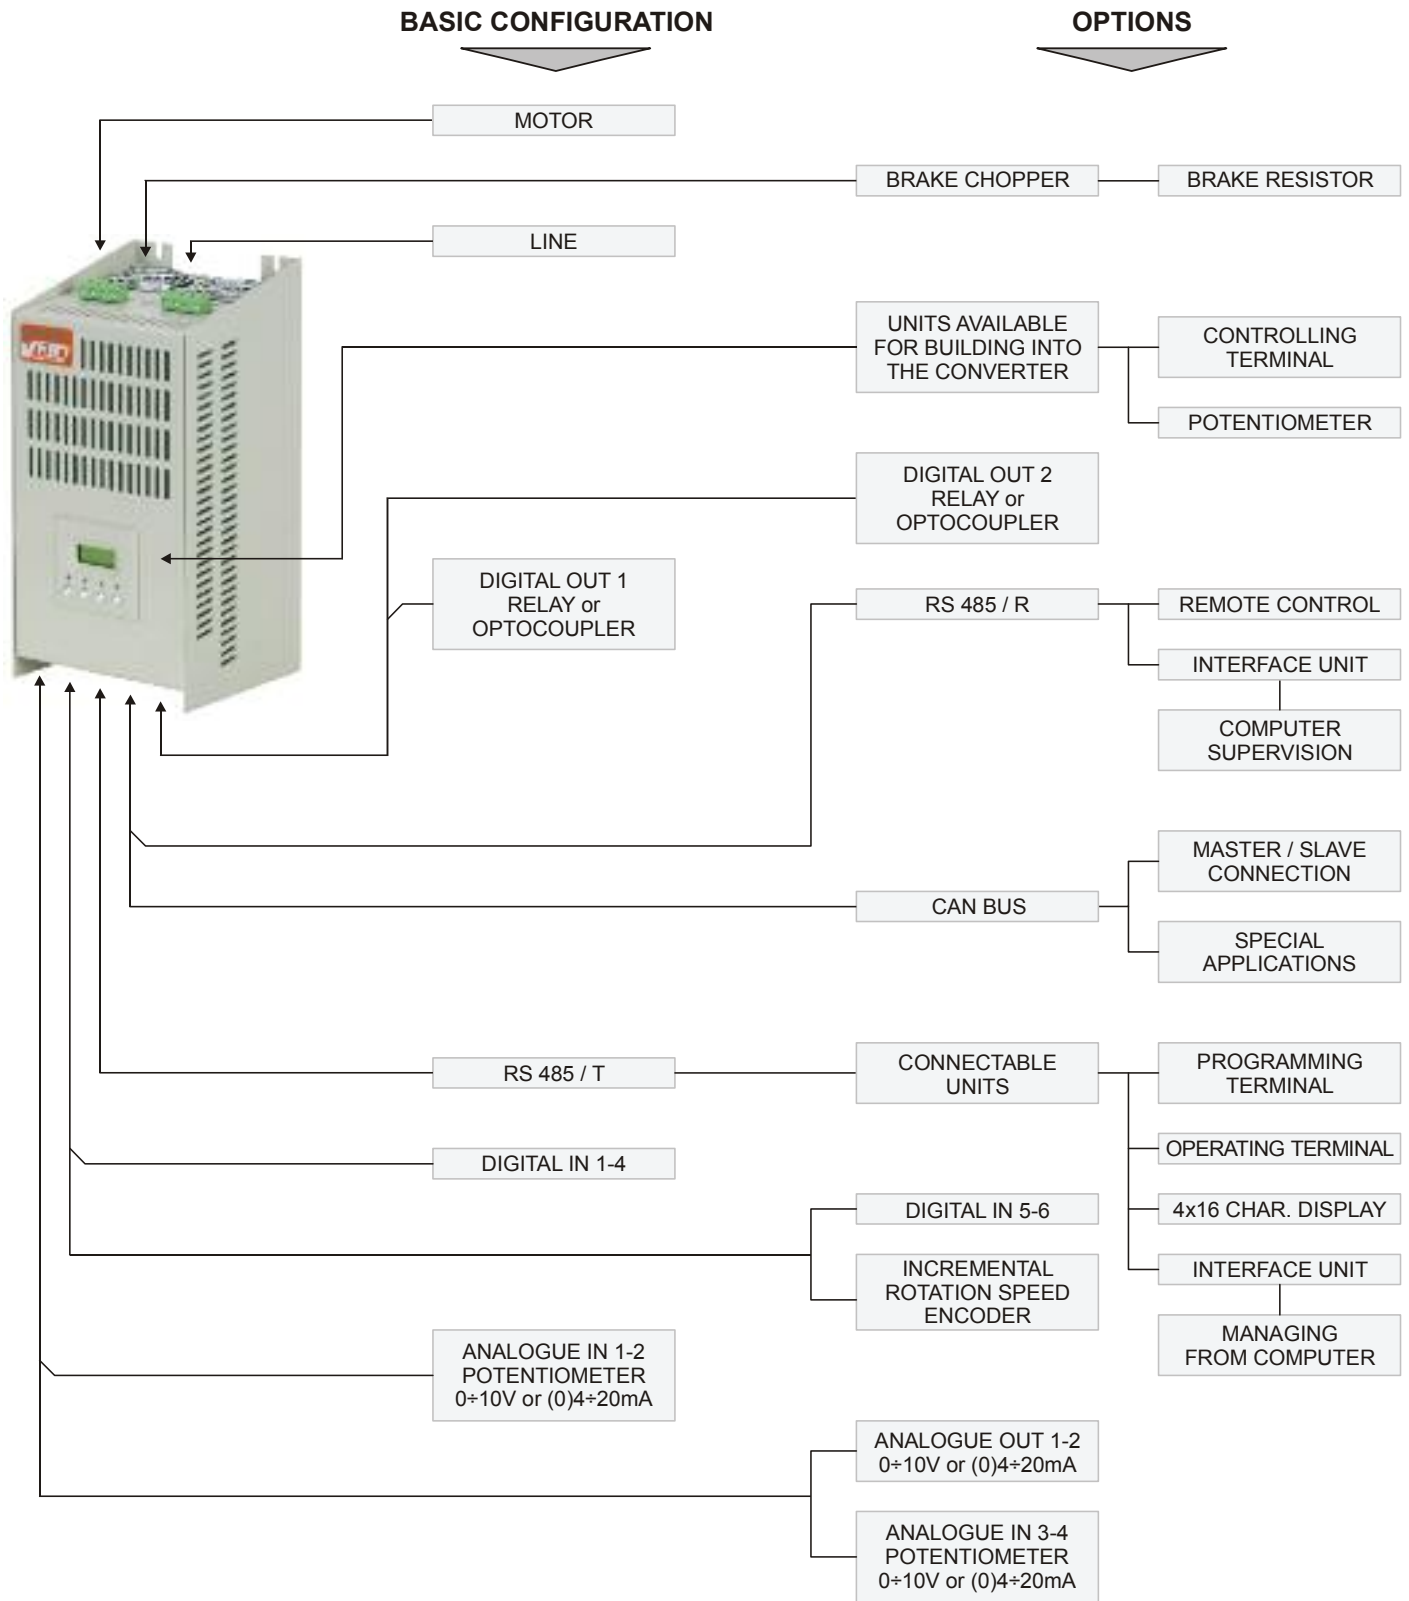 BASIC CONFIGURATION
OPTIONS
MOTOR
BRAKE CHOPPER
BRAKE RESISTOR
LINE
UNITS AVAILABLE
FOR BUILDING INTO
THE CONVERTER
CONTROLLING
TERMINAL
POTENTIOMETER
DIGITAL OUT 2
RELAY or
OPTOCOUPLER
DIGITAL OUT 1
RELAY or
OPTOCOUPLER
RS 485 / R
REMOTE CONTROL
INTERFACE UNIT
COMPUTER
SUPERVISION
MASTER / SLAVE
CONNECTION
CAN BUS
SPECIAL
APPLICATIONS
RS 485 / T
CONNECTABLE
UNITS
PROGRAMMING
TERMINAL
OPERATING TERMINAL
DIGITAL IN 1-4
DIGITAL IN 5-6
4x16 CHAR. DISPLAY
INCREMENTAL
ROTATION SPEED
ENCODER
INTERFACE UNIT
MANAGING
FROM COMPUTER
ANALOGUE IN 1-2
POTENTIOMETER
0÷10V or (0)4÷20mA
ANALOGUE OUT 1-2
0÷10V or (0)4÷20mA
ANALOGUE IN 3-4
POTENTIOMETER
0÷10V or (0)4÷20mA